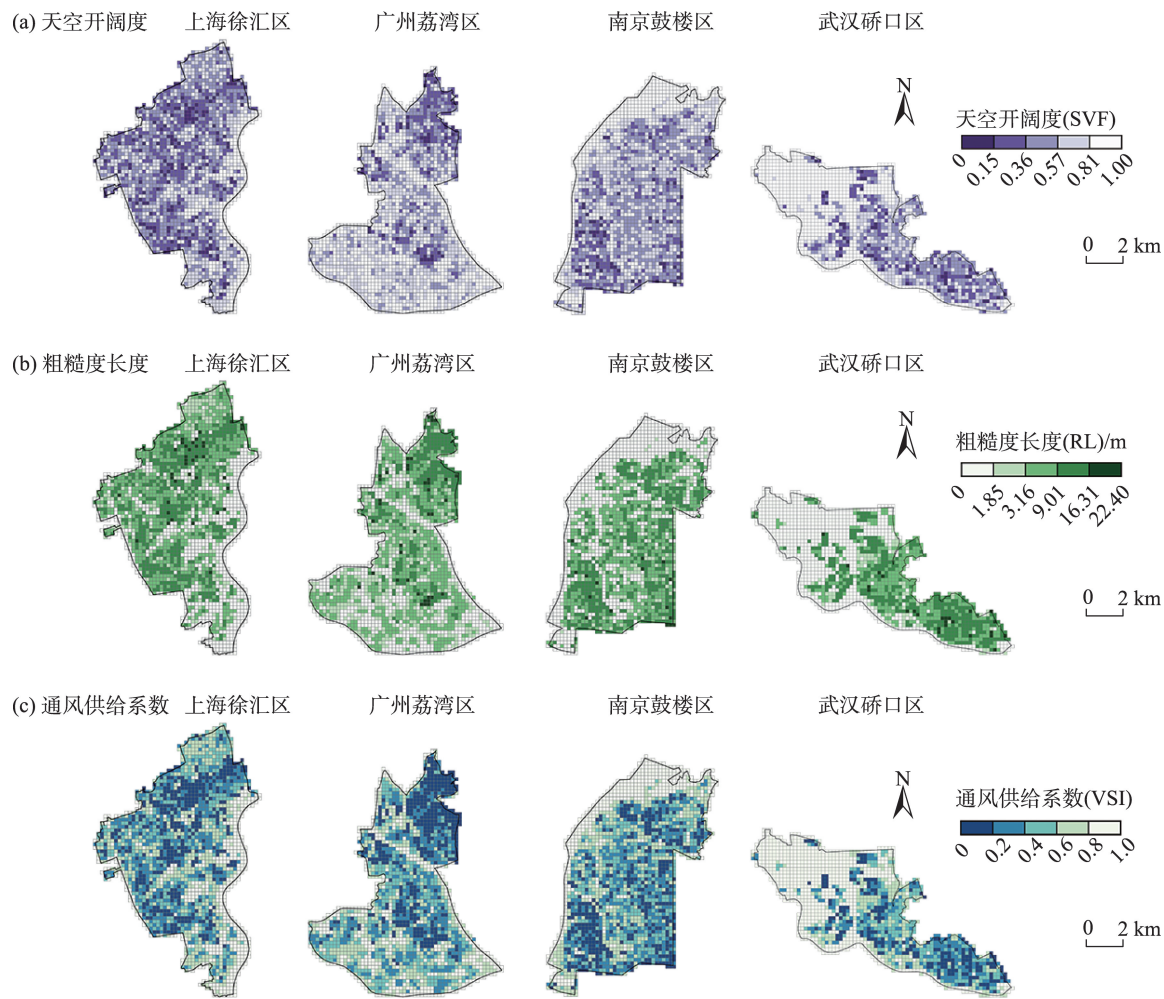 (a) 天空开阔度 上海徐汇区 广州荔湾区 南京鼓楼区 武汉硚口区
N
天空开阔度(SVF)
0 0.15 0.36 0.57 0.81 1.00
0 2 km
(b) 粗糙度长度 上海徐汇区 广州荔湾区 南京鼓楼区 武汉硚口区
N
粗糙度长度(RL)/m
0 1.85 3.16 9.01 16.31 22.40
0 2 km
(c) 通风供给系数 上海徐汇区 广州荔湾区 南京鼓楼区 武汉硚口区
N
通风供给系数(VSI)
0 0.2 0.4 0.6 0.8 1.0
0 2 km